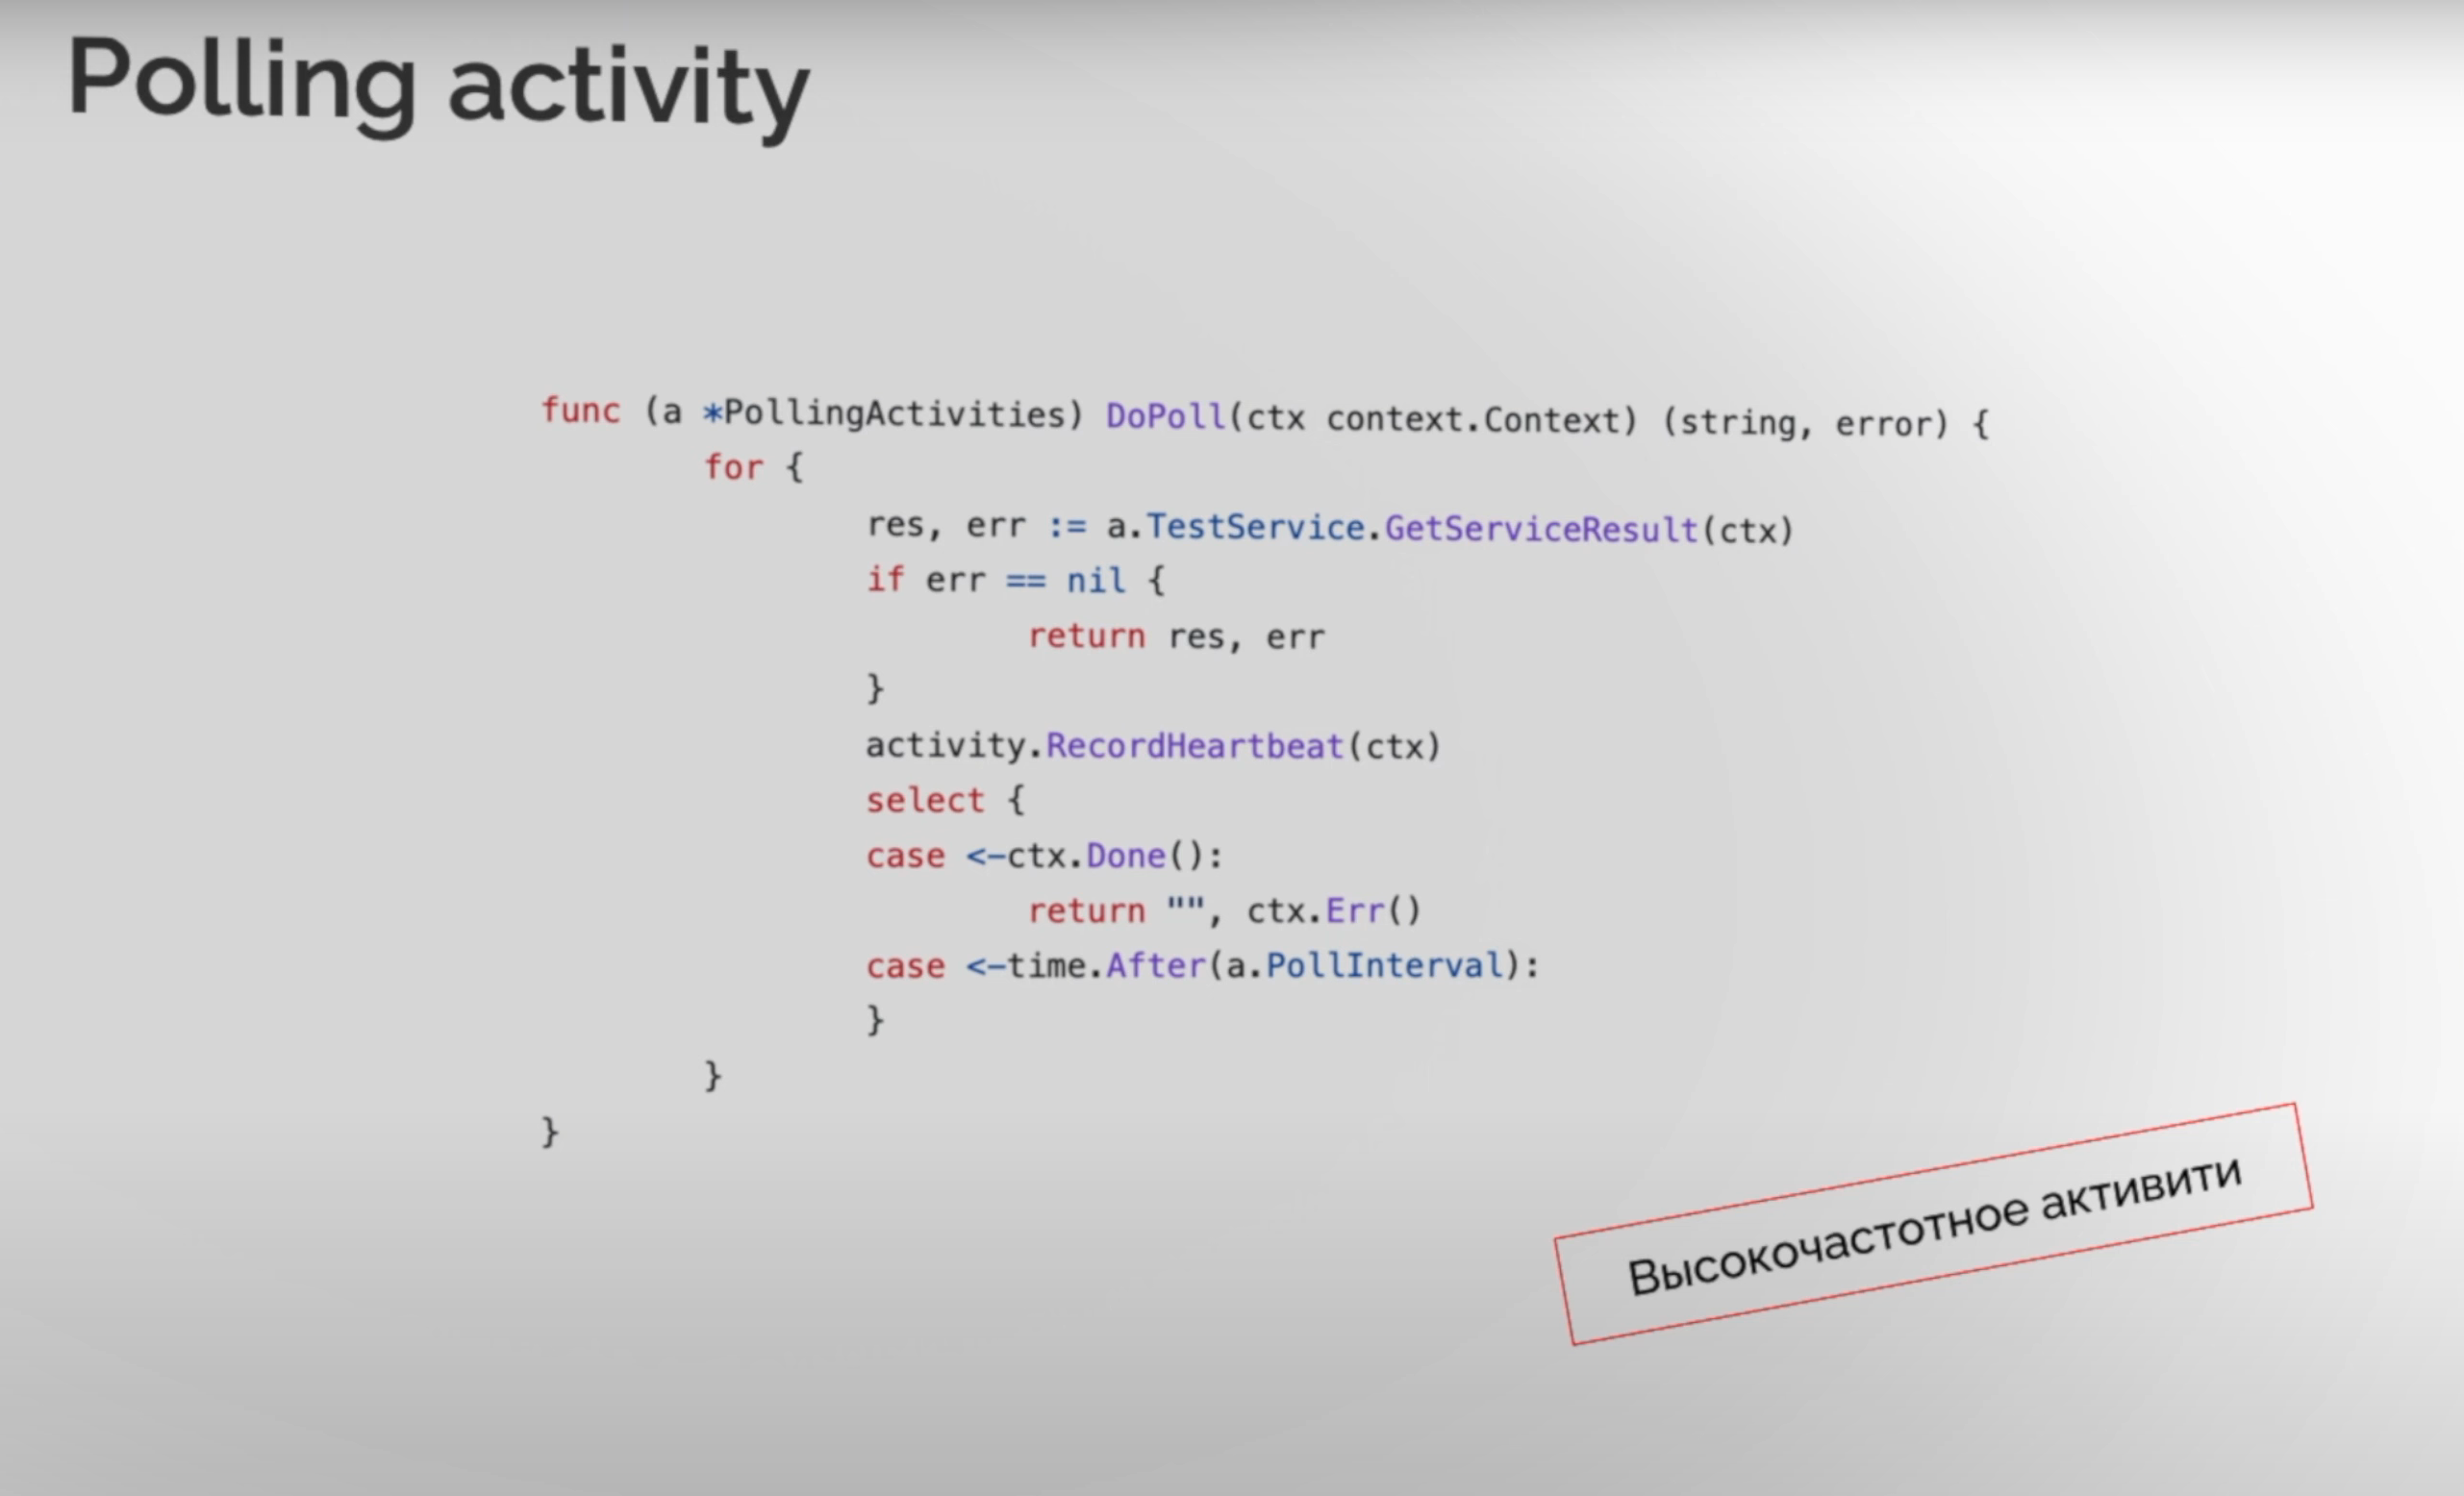 Polling activity
func (a *PollingActivities) DoPoll(ctx context.Context) (string, error) {
for {
res, err := a.TestService.GetServiceResult(ctx)
if err == nil {
return res, err
}
activity.RecordHeartbeat(ctx)
select {
case <-ctx.Done():
return "", ctx.Err()
case <-time.After(a.PollInterval):
}
}
}
Высокочастотное активити